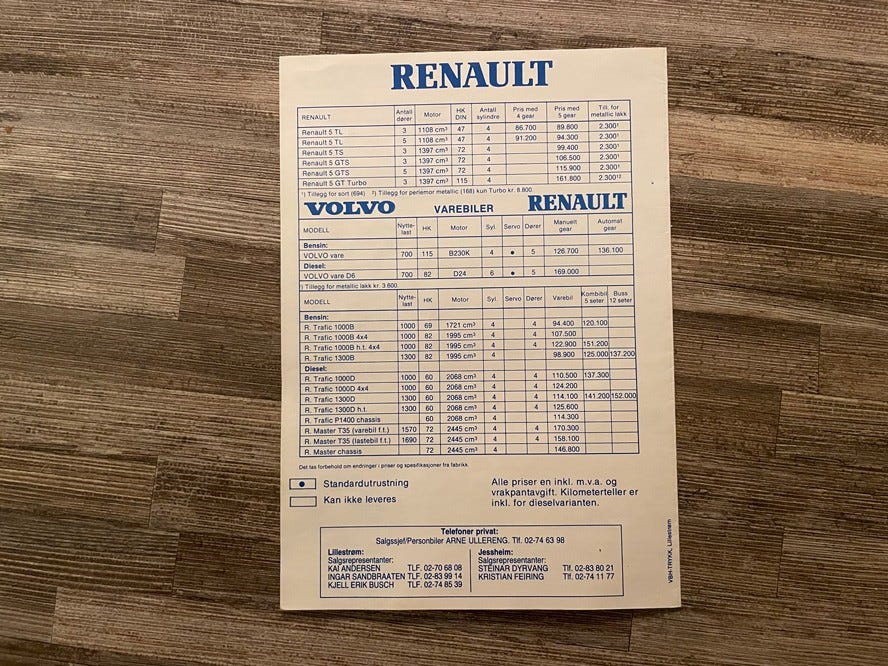 RENAULT
RENAULT Antall dører Motor HK DIN Antall sylindre Pris med 4 gear Pris med 5 gear Till. for metallic lakk
Renault 5 TL 3 1108 cm³ 47 4 86.700 89.800 2.300¹
Renault 5 TL 5 1108 cm³ 47 4 91.200 94.300 2.300¹
Renault 5 TS 3 1397 cm³ 72 4 99.400 2.300¹
Renault 5 GTS 3 1397 cm³ 72 4 106.500 2.300¹
Renault 5 GTS 5 1397 cm³ 72 4 115.900 2.300¹
Renault 5 GT Turbo 3 1397 cm³ 115 4 161.800 2.300¹²
¹) Tillegg for sort (694) ²) Tillegg for perlemor metallic (168) kun Turbo kr. 8.800.
VOLVO VAREBILER RENAULT
MODELL Nytte-last HK Motor Syl. Servo Dører Manuelt gear Automat gear
Bensin:
VOLVO vare 700 115 B230K 4 ● 5 126.700 136.100
Diesel:
VOLVO vare D6 700 82 D24 6 ● 5 169.000
¹) Tillegg for metallic lakk kr. 3.600.
MODELL Nytte-last HK Motor Syl. Servo Dører Varebil Kombibil 5 seter Buss 12 seter
Bensin:
R. Trafic 1000B 1000 69 1721 cm³ 4 4 94.400 120.100
R. Trafic 1000B 4x4 1000 82 1995 cm³ 4 4 107.500
R. Trafic 1000B h.t. 4x4 1000 82 1995 cm³ 4 4 122.900 151.200
R. Trafic 1300B 1300 82 1995 cm³ 4 4 98.900 125.000 137.200
Diesel:
R. Trafic 1000D 1000 60 2068 cm³ 4 4 110.500 137.300
R. Trafic 1000D 4x4 1000 60 2068 cm³ 4 4 124.200
R. Trafic 1300D 1300 60 2068 cm³ 4 4 114.100 141.200 152.000
R. Trafic 1300D h.t. 1300 60 2068 cm³ 4 4 125.600
R. Trafic P1400 chassis 60 2068 cm³ 4 114.300
R. Master T35 (varebil f.t.) 1570 72 2445 cm³ 4 4 170.300
R. Master T35 (lastebil f.t.) 1690 72 2445 cm³ 4 4 158.100
R. Master chassis 72 2445 cm³ 4 146.800
Det tas forbehold om endringer i priser og spesifikasjoner fra fabrikk.
● Standardutrustning
Kan ikke leveres
Alle priser en inkl. m.v.a. og
vrakpantavgift. Kilometerteller er
inkl. for dieselvarianten.
Telefoner privat:
Salgssjef/Personbiler ARNE ULLERENG. Tlf. 02-74 63 98
Lillestrøm:
Salgsrepresentanter:
KAI ANDERSEN TLF. 02-70 68 08
INGAR SANDBRAATEN TLF. 02-83 99 14
KJELL ERIK BUSCH TLF. 02-74 85 39
Jessheim:
Salgsrepresentanter:
STEINAR DYRVANG Tlf. 02-83 80 21
KRISTIAN FEIRING Tlf. 02-74 11 77
VBH-TRYKK, Lillestrøm